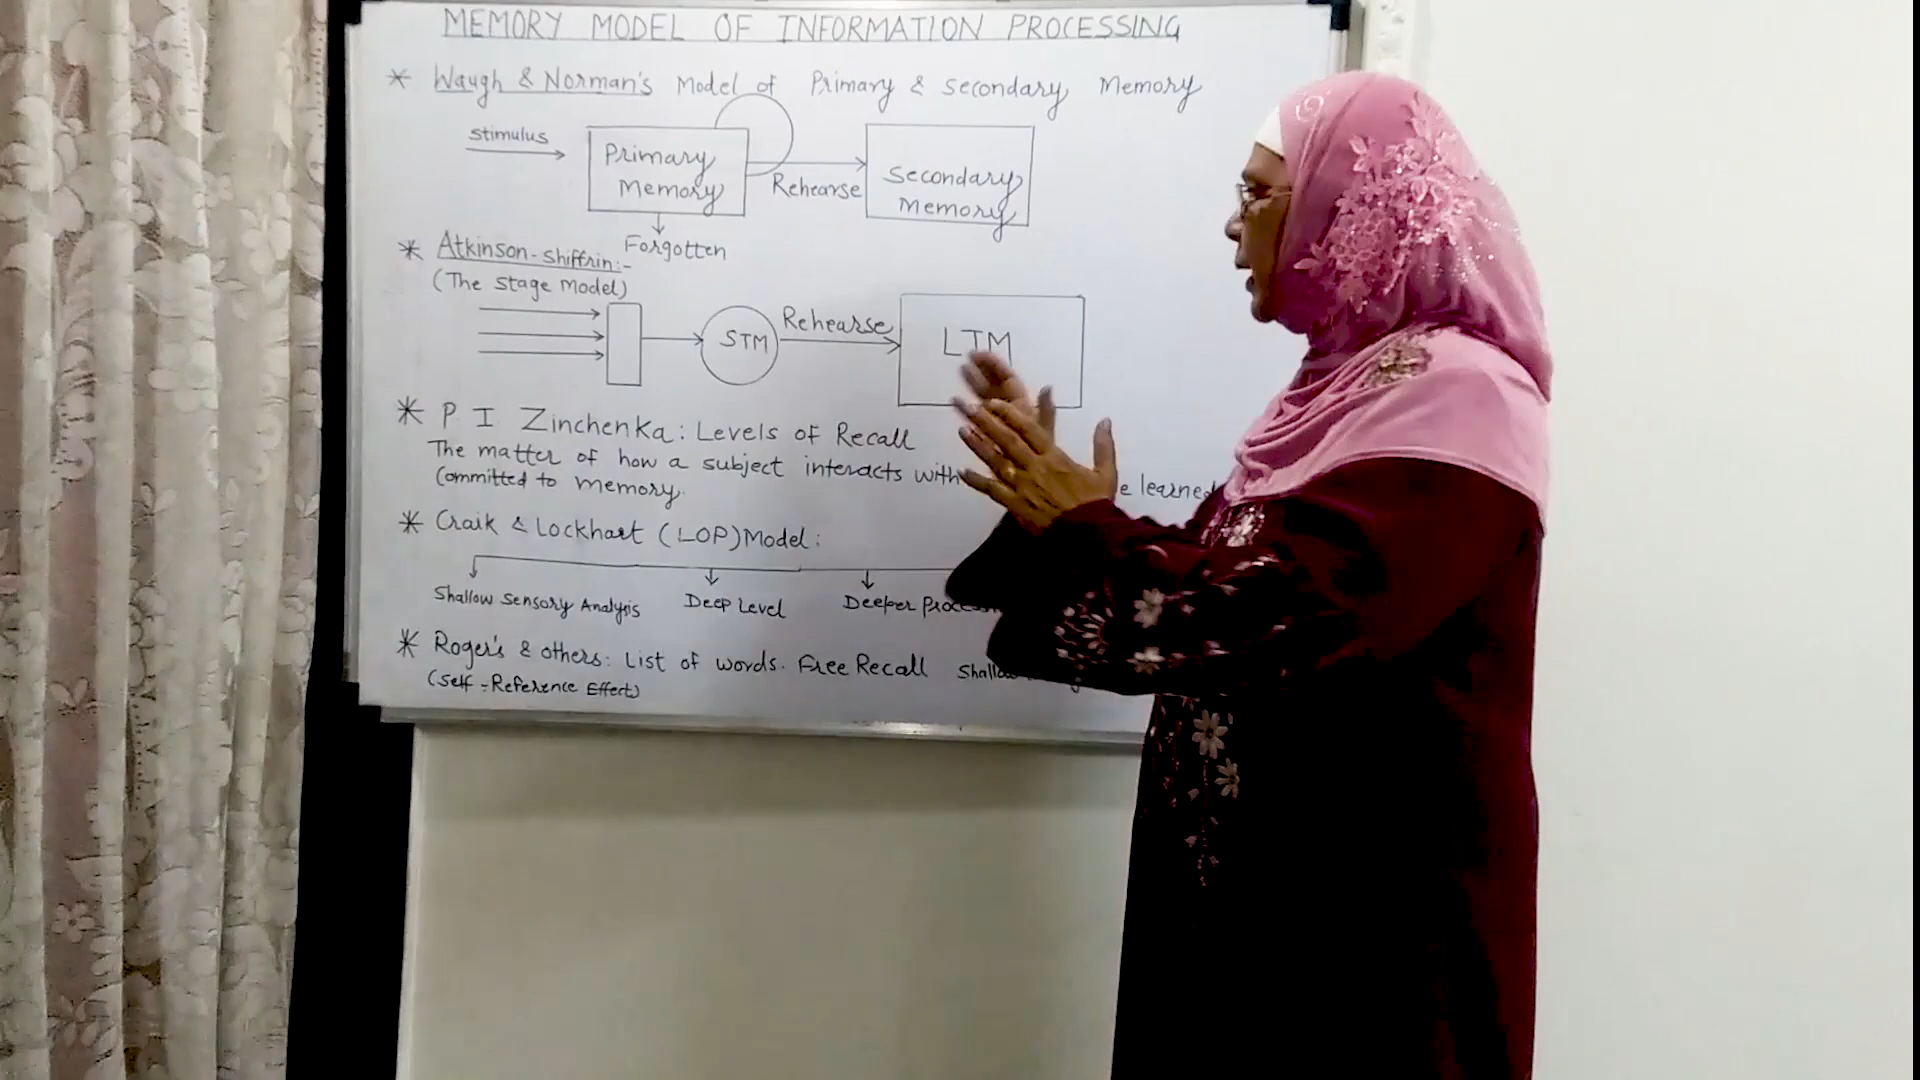 MEMORY MODEL OF INFORMATION PROCESSING
* Waugh & Norman's Model of Primary & Secondary Memory
Stimulus
Primary
Memory
Rehearse
Secondary
Memory
Forgotten
* Atkinson-Shiffrin:-
(The Stage Model)
STM
Rehearse
LTM
* P I Zinchenka: Levels of Recall
The matter of how a subject interacts with e learned
Committed to memory.
* Craik & Lockhart (LOP) Model:
Shallow Sensory Analysis
Deep Level
Deeper
* Roger's & others: List of words. Free Recall
(Self-Reference Effect)